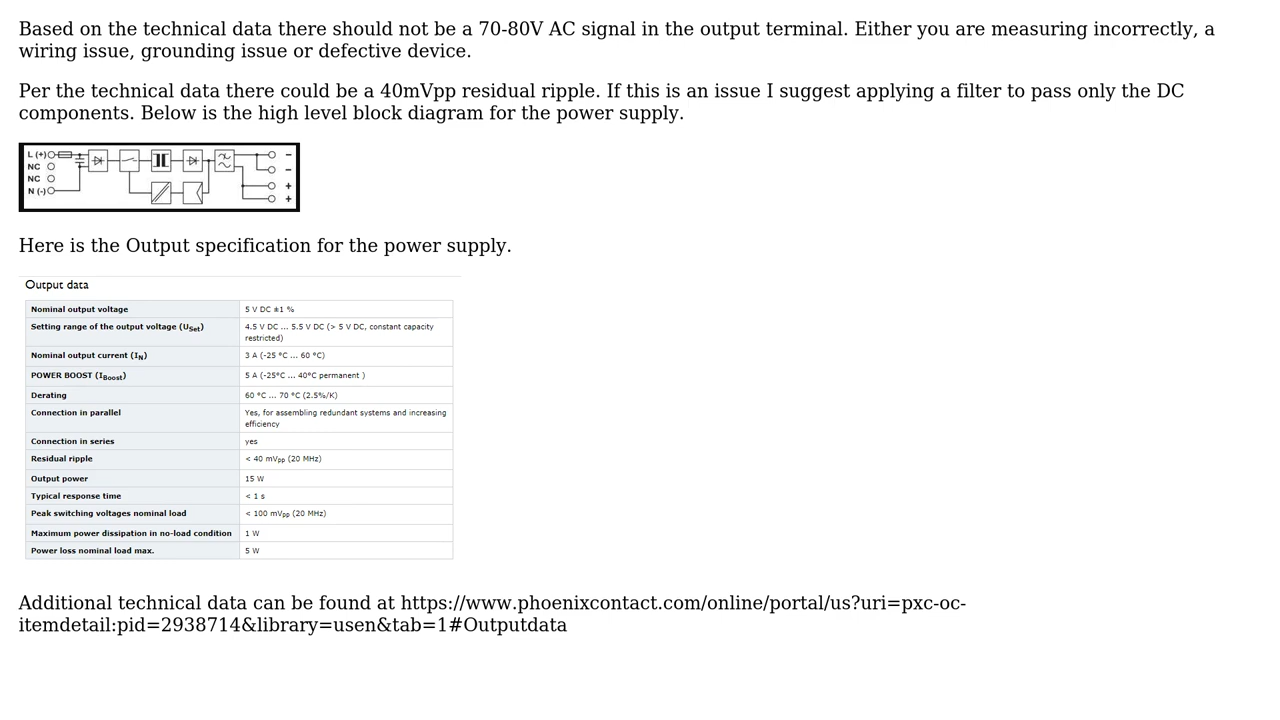 Based on the technical data there should not be a 70-80V AC signal in the output terminal. Either you are measuring incorrectly, a
wiring issue, grounding issue or defective device.
Per the technical data there could be a 40mVpp residual ripple. If this is an issue I suggest applying a filter to pass only the DC
components. Below is the high level block diagram for the power supply.
L (+)
NC
NC
N (-)
−
−
+
+
Here is the Output specification for the power supply.
Output data
Nominal output voltage 5 V DC ±1 %
Setting range of the output voltage (USet) 4.5 V DC ... 5.5 V DC (> 5 V DC, constant capacity
restricted)
Nominal output current (IN) 3 A (-25 °C ... 60 °C)
POWER BOOST (IBoost) 5 A (-25°C ... 40°C permanent )
Derating 60 °C ... 70 °C (2.5%/K)
Connection in parallel Yes, for assembling redundant systems and increasing
efficiency
Connection in series yes
Residual ripple < 40 mVPP (20 MHz)
Output power 15 W
Typical response time < 1 s
Peak switching voltages nominal load < 100 mVPP (20 MHz)
Maximum power dissipation in no-load condition 1 W
Power loss nominal load max. 5 W
Additional technical data can be found at https://www.phoenixcontact.com/online/portal/us?uri=pxc-oc-
itemdetail:pid=2938714&library=usen&tab=1#Outputdata